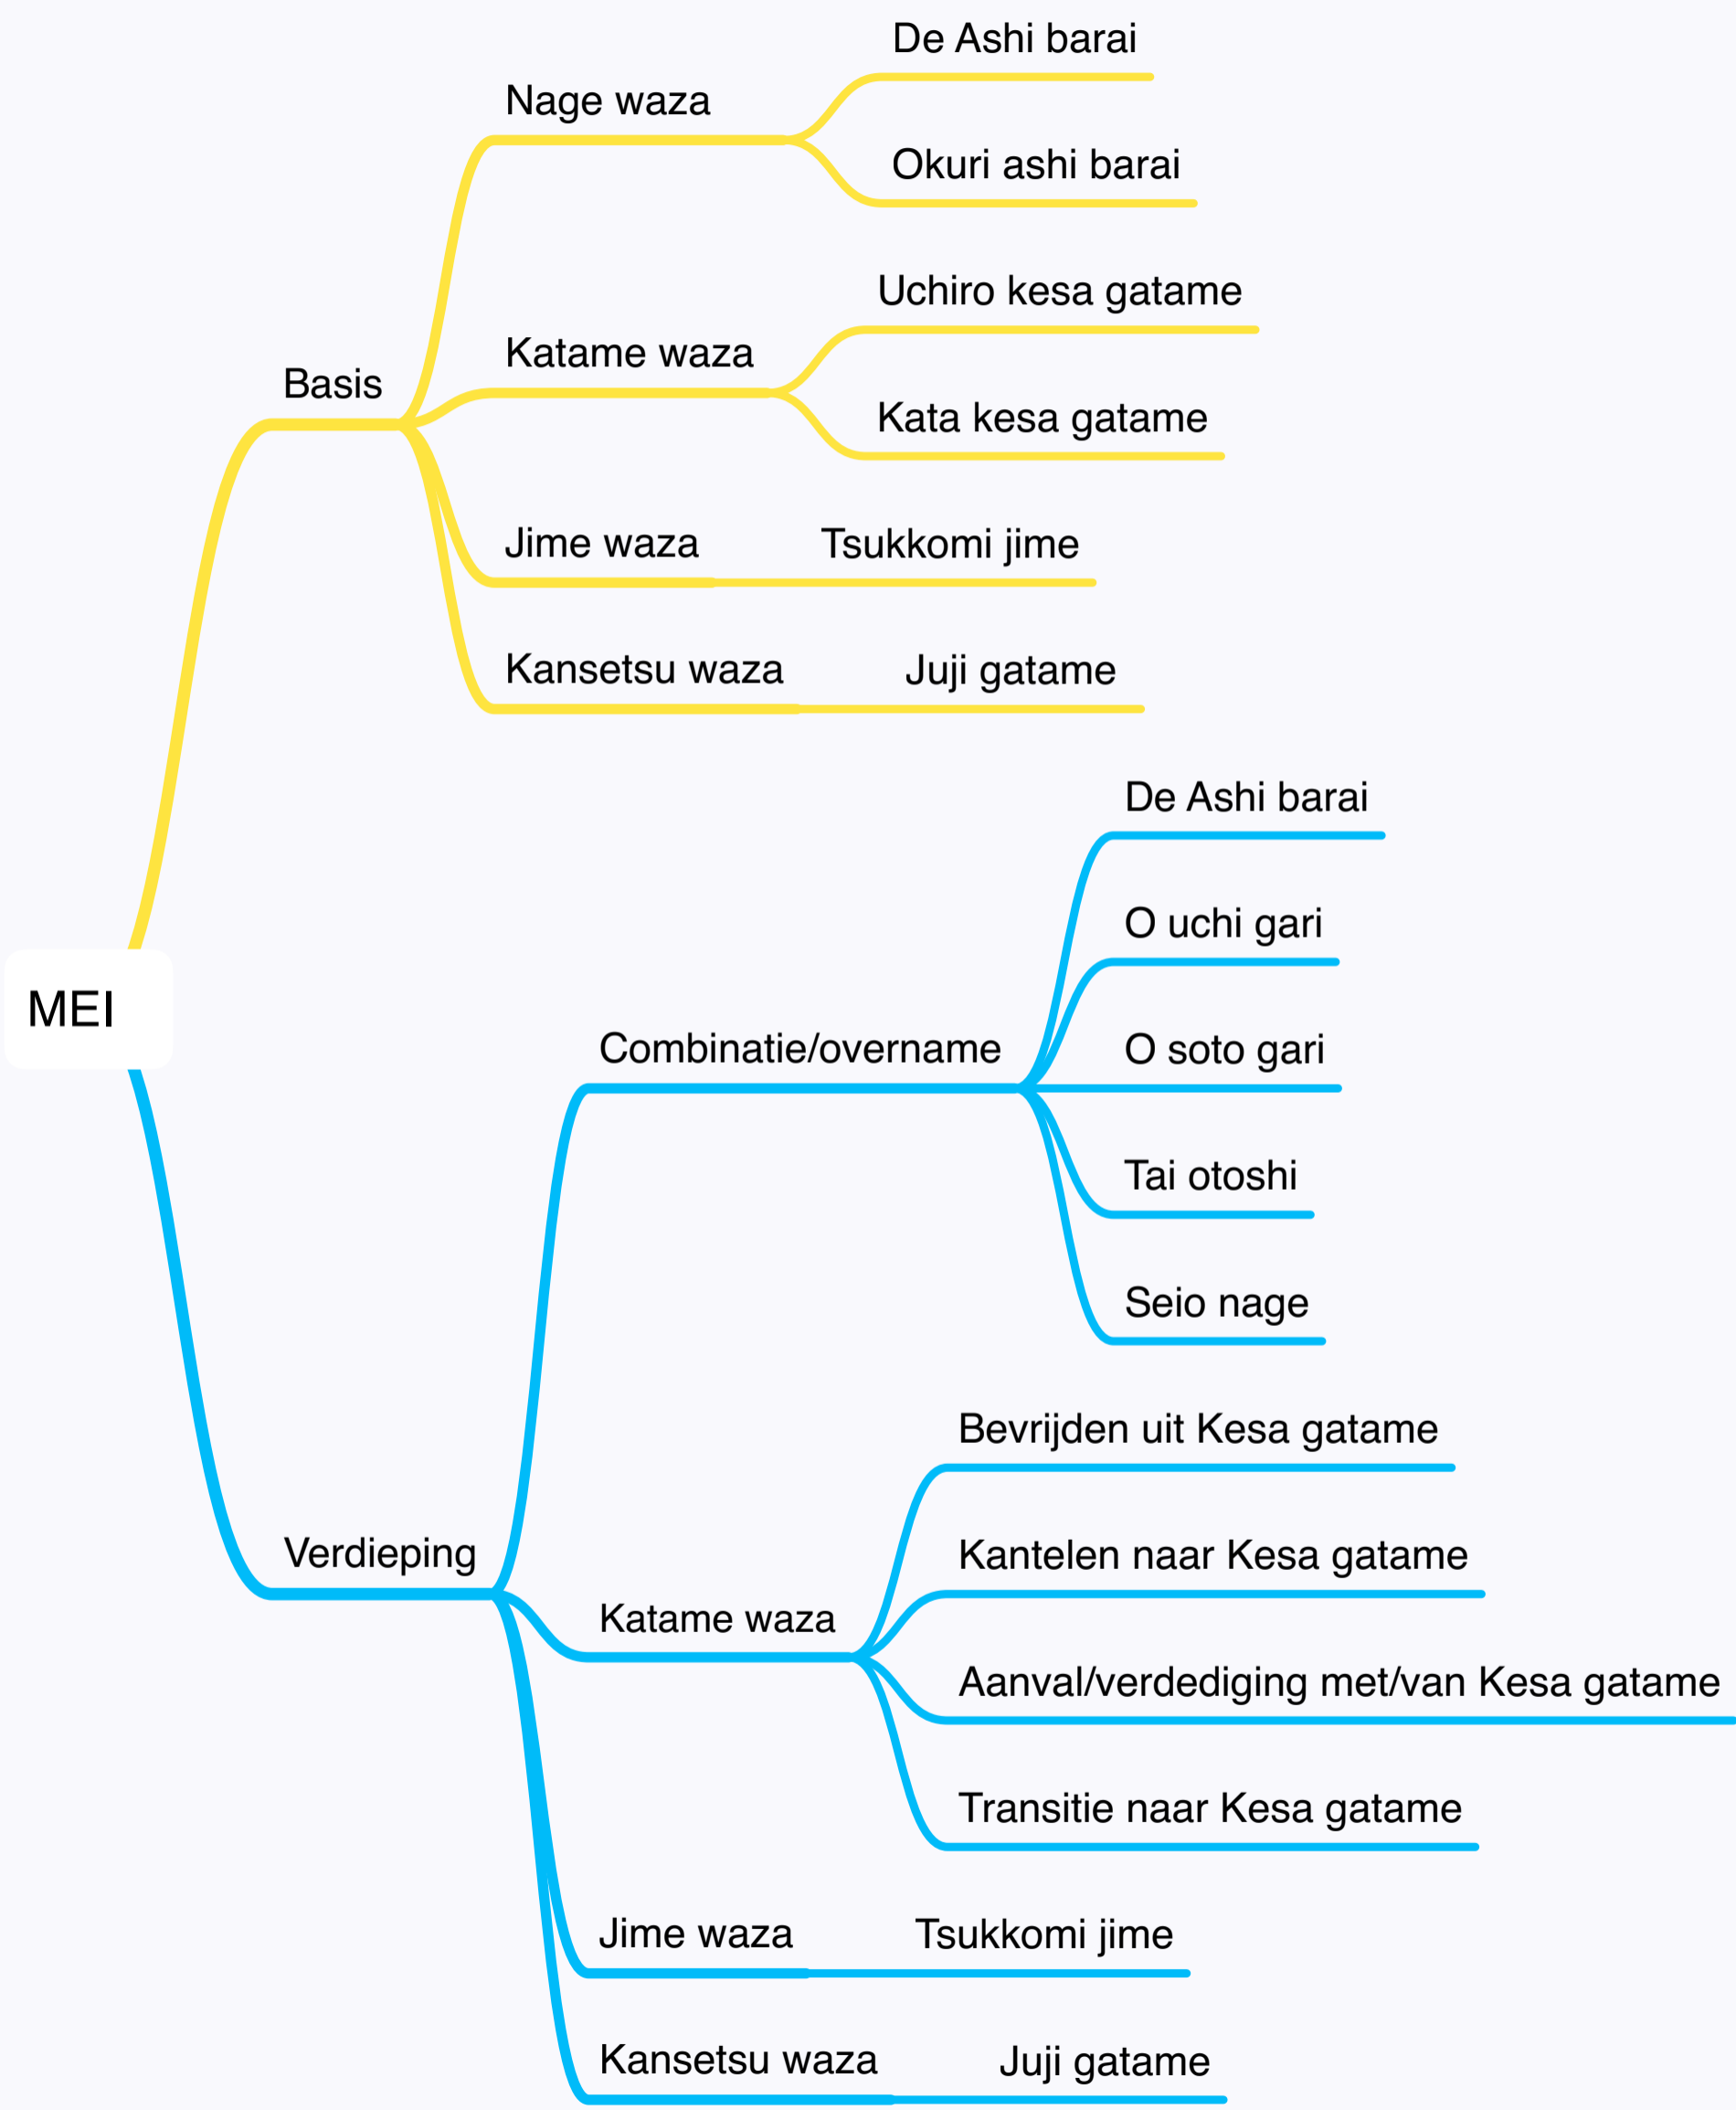 MEI
Basis
Nage waza
De Ashi barai
Okuri ashi barai
Katame waza
Uchiro kesa gatame
Kata kesa gatame
Jime waza
Tsukkomi jime
Kansetsu waza
Juji gatame
Verdieping
Combinatie/overname
De Ashi barai
O uchi gari
O soto gari
Tai otoshi
Seio nage
Katame waza
Bevrijden uit Kesa gatame
Kantelen naar Kesa gatame
Aanval/verdediging met/van Kesa gatame
Transitie naar Kesa gatame
Jime waza
Tsukkomi jime
Kansetsu waza
Juji gatame